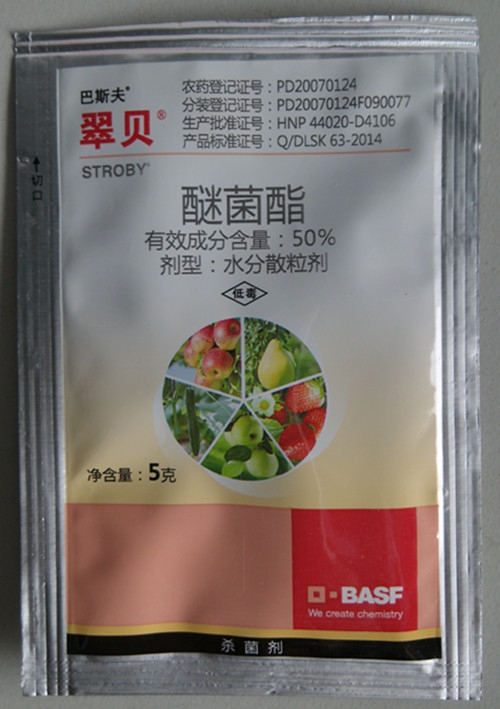 农药登记证号：PD20070124
分装登记证号：PD20070124F090077
生产批准证号：HNP 44020-D4106
产品标准证号：Q/DLSK 63-2014
巴斯夫®
翠贝®
STROBY®
切口
醚菌酯
有效成分含量：50%
剂型：水分散粒剂
低毒
净含量：5克
BASF
We create chemistry
杀菌剂